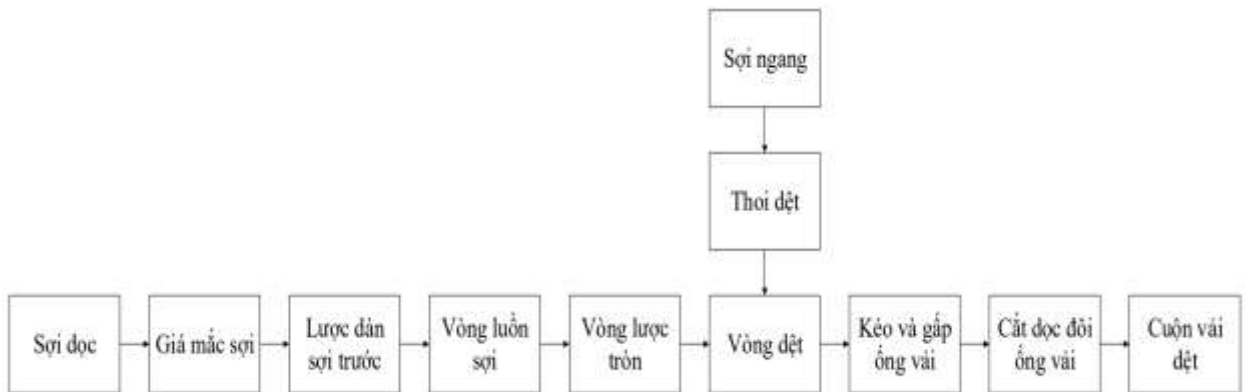 Sợi ngang
Thoi dệt
Sợi dọc
Giá mắc sợi
Lược dàn
sợi trước
Vòng luồn
sợi
Vòng lược
tròn
Vòng dệt
Kéo và gấp
ống vải
Cắt dọc đôi
ống vải
Cuộn vải
dệt